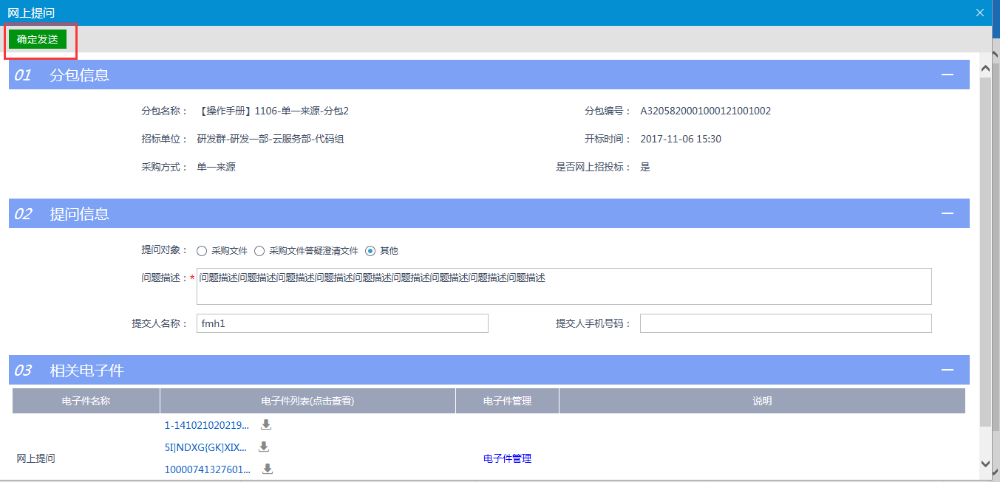 网上提问
确定发送
01 分包信息
分包名称： 【操作手册】1106-单一来源-分包2 分包编号： A3205820001000121001002
招标单位： 研发群-研发一部-云服务部-代码组 开标时间： 2017-11-06 15:30
采购方式： 单一来源 是否网上招投标： 是
02 提问信息
提问对象： 采购文件 采购文件答疑澄清文件 其他
问题描述：* 问题描述问题描述问题描述问题描述问题描述问题描述问题描述问题描述问题描述
提交人名称： fmh1 提交人手机号码：
03 相关电子件
电子件名称 电子件列表(点击查看) 电子件管理 说明
1-141021020219...
5I]NDXG{GK]XIX...
网上提问 电子件管理
10000741327601...